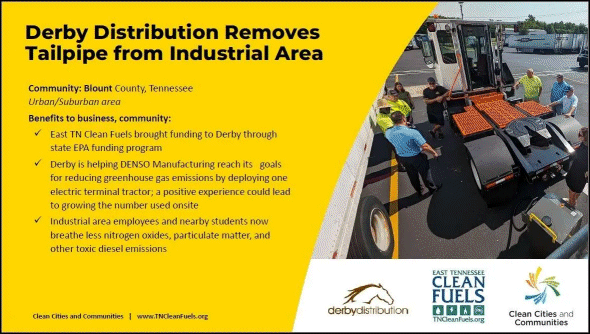 Derby Distribution Removes
Tailpipe from Industrial Area
Community: Blount County, Tennessee
Urban/Suburban area
Benefits to business, community:
✓ East TN Clean Fuels brought funding to Derby through
state EPA funding program
✓ Derby is helping DENSO Manufacturing reach its goals
for reducing greenhouse gas emissions by deploying one
electric terminal tractor; a positive experience could lead
to growing the number used onsite
✓ Industrial area employees and nearby students now
breathe less nitrogen oxides, particulate matter, and
other toxic diesel emissions
Clean Cities and Communities | www.TNCleanFuels.org
derbydistribution
EAST TENNESSEE
CLEAN
FUELS
TNCleanFuels.org
Clean Cities and
Communities